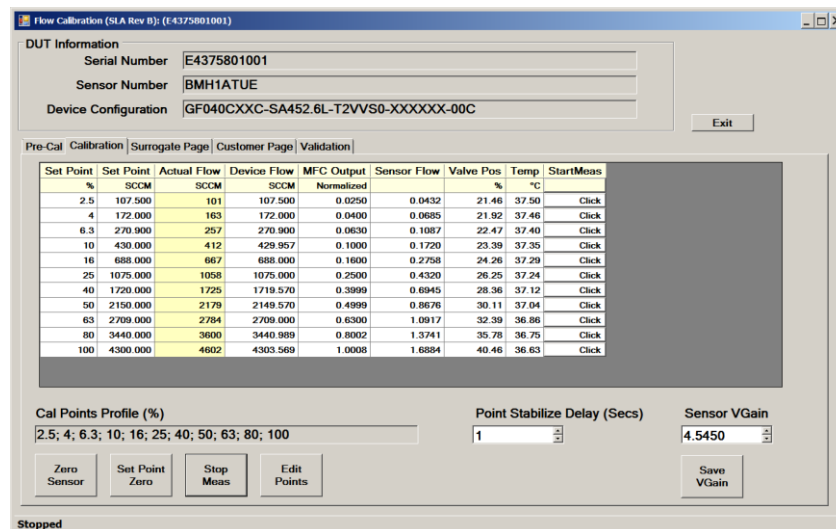 Flow Calibration (SLA Rev B): (E4375801001)
DUT Information
Serial Number E4375801001
Sensor Number BMH1ATUE
Device Configuration GF040CXXC-SA452.6L-T2VVS0-XXXXXX-00C
Exit
Pre-Cal Calibration Surrogate Page Customer Page Validation
Set Point Set Point Actual Flow Device Flow MFC Output Sensor Flow Valve Pos Temp StartMeas
% SCCM SCCM SCCM Normalized % °C
2.5 107.500 101 107.500 0.0250 0.0432 21.46 37.50 Click
4 172.000 163 172.000 0.0400 0.0685 21.92 37.46 Click
6.3 270.900 257 270.900 0.0630 0.1087 22.47 37.40 Click
10 430.000 412 429.957 0.1000 0.1720 23.39 37.35 Click
16 688.000 667 688.000 0.1600 0.2758 24.26 37.29 Click
25 1075.000 1058 1075.000 0.2500 0.4320 26.25 37.24 Click
40 1720.000 1725 1719.570 0.3999 0.6945 28.36 37.12 Click
50 2150.000 2179 2149.570 0.4999 0.8676 30.11 37.04 Click
63 2709.000 2784 2709.000 0.6300 1.0917 32.39 36.86 Click
80 3440.000 3600 3440.989 0.8002 1.3741 35.78 36.75 Click
100 4300.000 4602 4303.569 1.0008 1.6884 40.46 36.63 Click
Cal Points Profile (%) Point Stabilize Delay (Secs) Sensor VGain
2.5; 4; 6.3; 10; 16; 25; 40; 50; 63; 80; 100 1 4.5450
Zero Set Point Stop Edit Save
Sensor Zero Meas Points VGain
Stopped